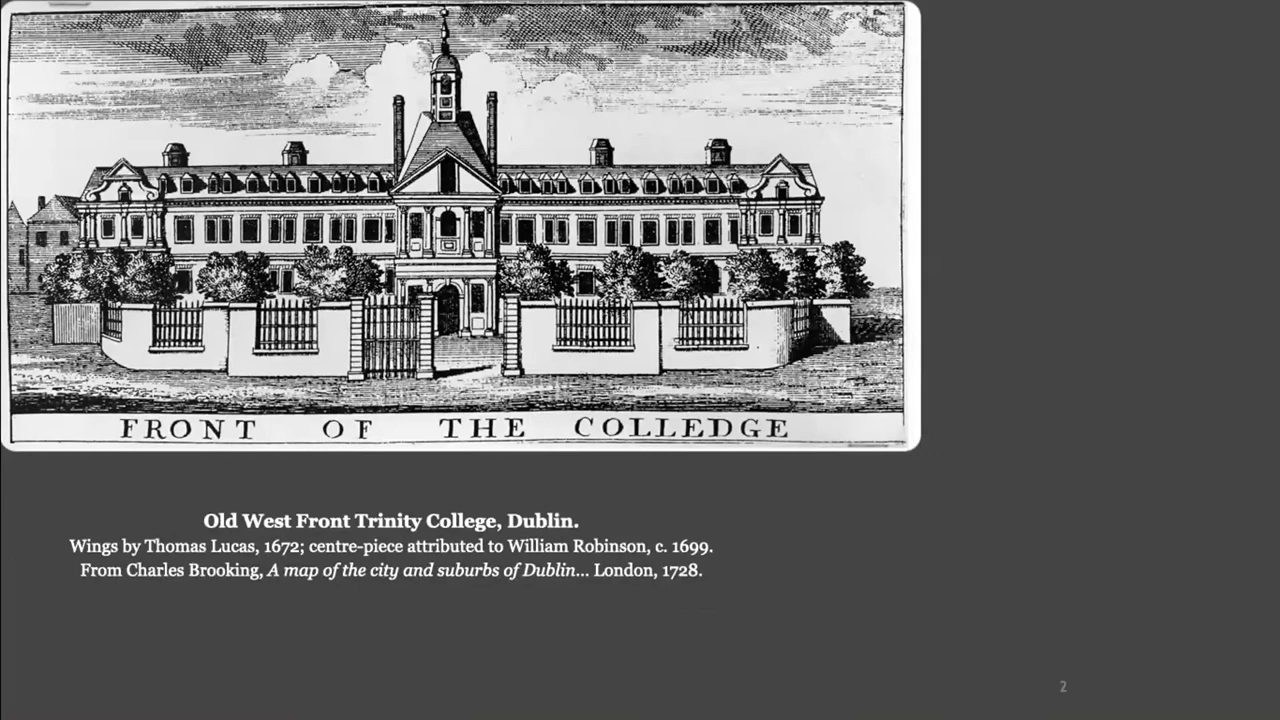 FRONT OF THE COLLEDGE
Old West Front Trinity College, Dublin.
Wings by Thomas Lucas, 1672; centre-piece attributed to William Robinson, c. 1699.
From Charles Brooking, A map of the city and suburbs of Dublin... London, 1728.
2